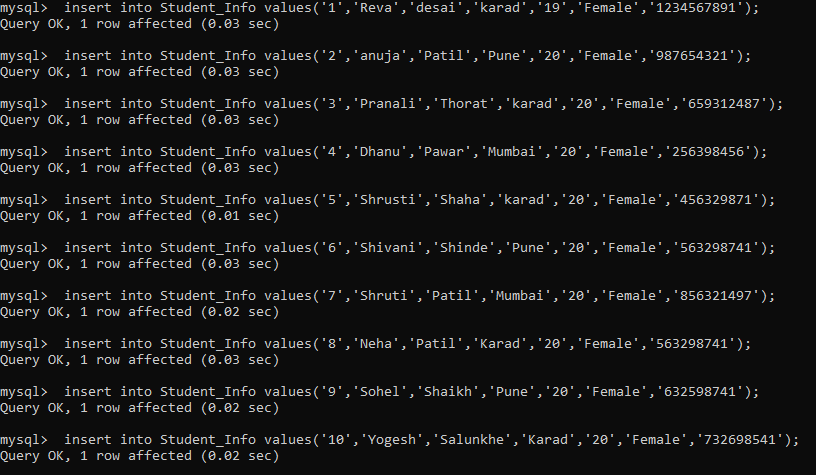 mysql>  insert into Student_Info values('1','Reva','desai','karad','19','Female','1234567891');
Query OK, 1 row affected (0.03 sec)
mysql>  insert into Student_Info values('2','anuja','Patil','Pune','20','Female','987654321');
Query OK, 1 row affected (0.03 sec)
mysql>  insert into Student_Info values('3','Pranali','Thorat','karad','20','Female','659312487');
Query OK, 1 row affected (0.03 sec)
mysql>  insert into Student_Info values('4','Dhanu','Pawar','Mumbai','20','Female','256398456');
Query OK, 1 row affected (0.03 sec)
mysql>  insert into Student_Info values('5','Shrusti','Shaha','karad','20','Female','456329871');
Query OK, 1 row affected (0.01 sec)
mysql>  insert into Student_Info values('6','Shivani','Shinde','Pune','20','Female','563298741');
Query OK, 1 row affected (0.03 sec)
mysql>  insert into Student_Info values('7','Shruti','Patil','Mumbai','20','Female','856321497');
Query OK, 1 row affected (0.02 sec)
mysql>  insert into Student_Info values('8','Neha','Patil','Karad','20','Female','563298741');
Query OK, 1 row affected (0.03 sec)
mysql>  insert into Student_Info values('9','Sohel','Shaikh','Pune','20','Female','632598741');
Query OK, 1 row affected (0.02 sec)
mysql>  insert into Student_Info values('10','Yogesh','Salunkhe','Karad','20','Female','732698541');
Query OK, 1 row affected (0.02 sec)